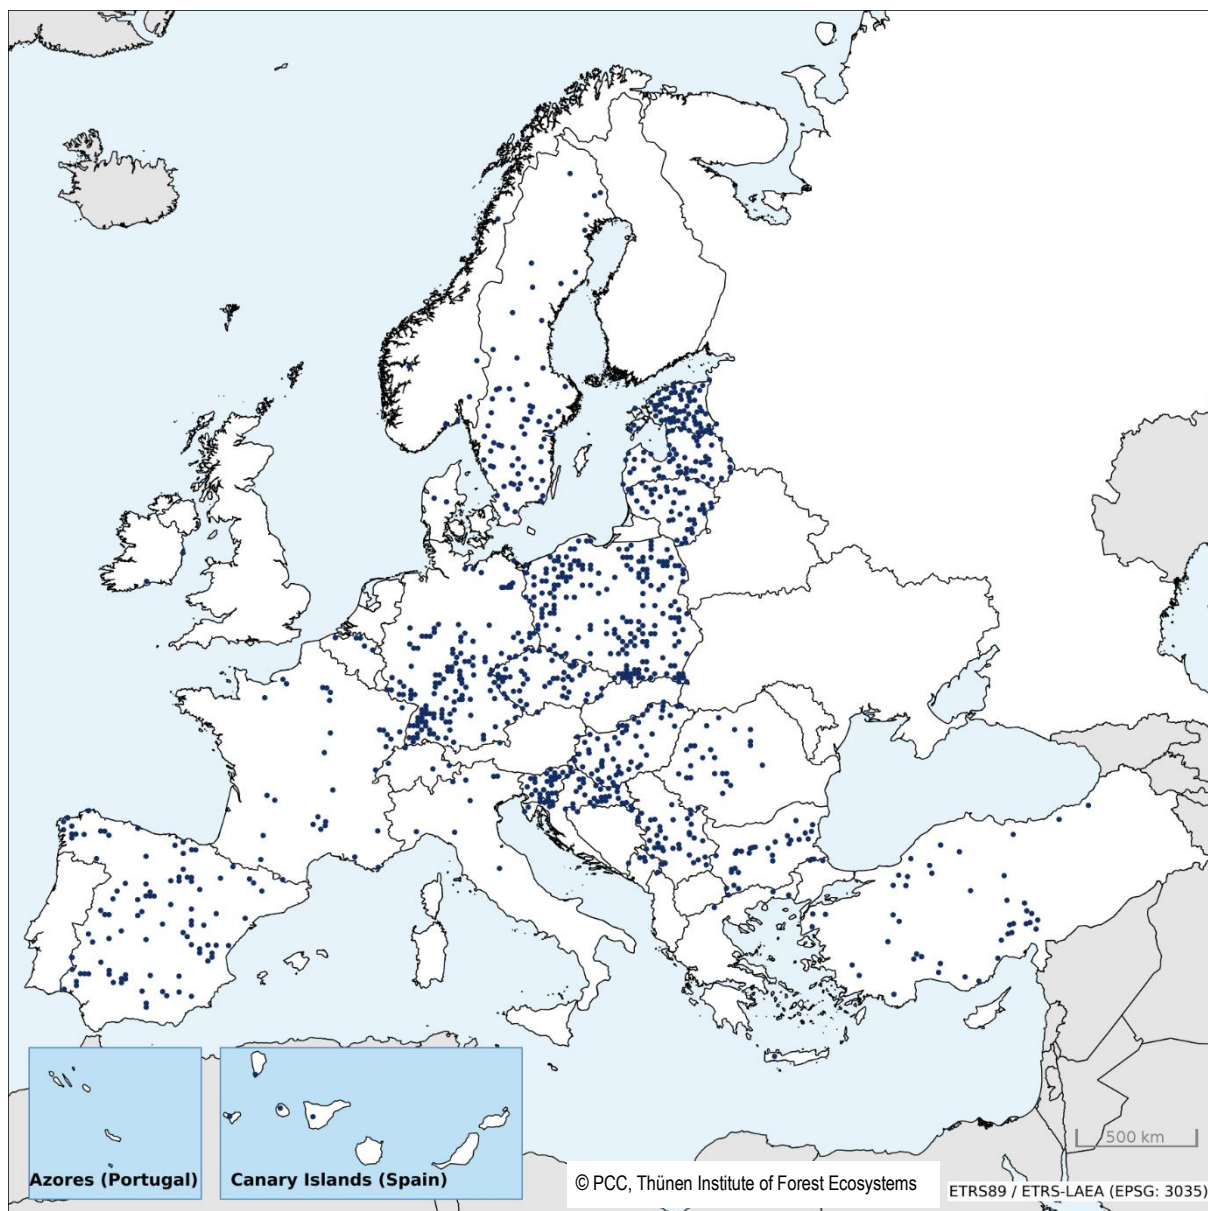 500 km
Azores (Portugal)
Canary Islands (Spain)
© PCC, Thünen Institute of Forest Ecosystems
ETRS89 / ETRS-LAEA (EPSG: 3035)